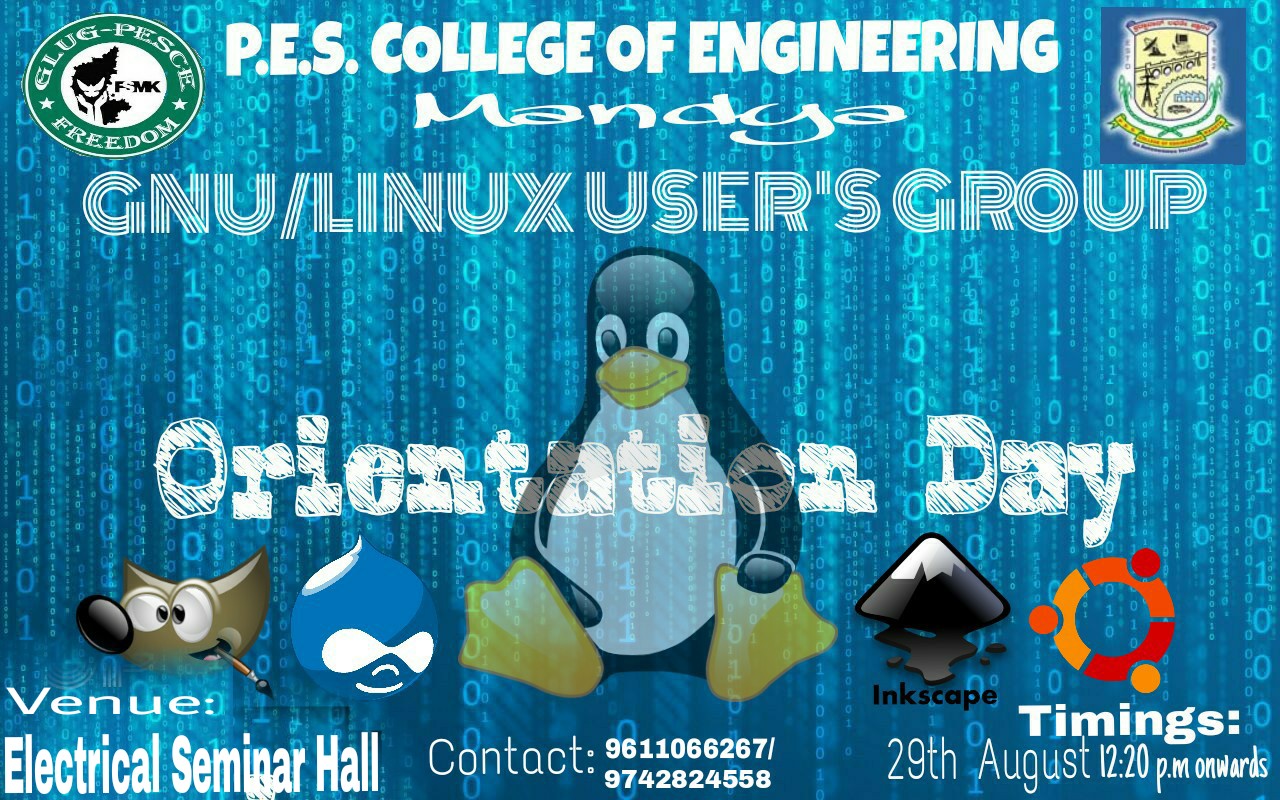 GLUG-PESCE
FSMK
FREEDOM
P.E.S. COLLEGE OF ENGINEERING
Mandya
GNU/LINUX USER'S GROUP
Orientation Day
Inkscape
Venue:
Electrical Seminar Hall
Contact: 9611066267/
9742824558
Timings:
29th August 12:20 p.m onwards